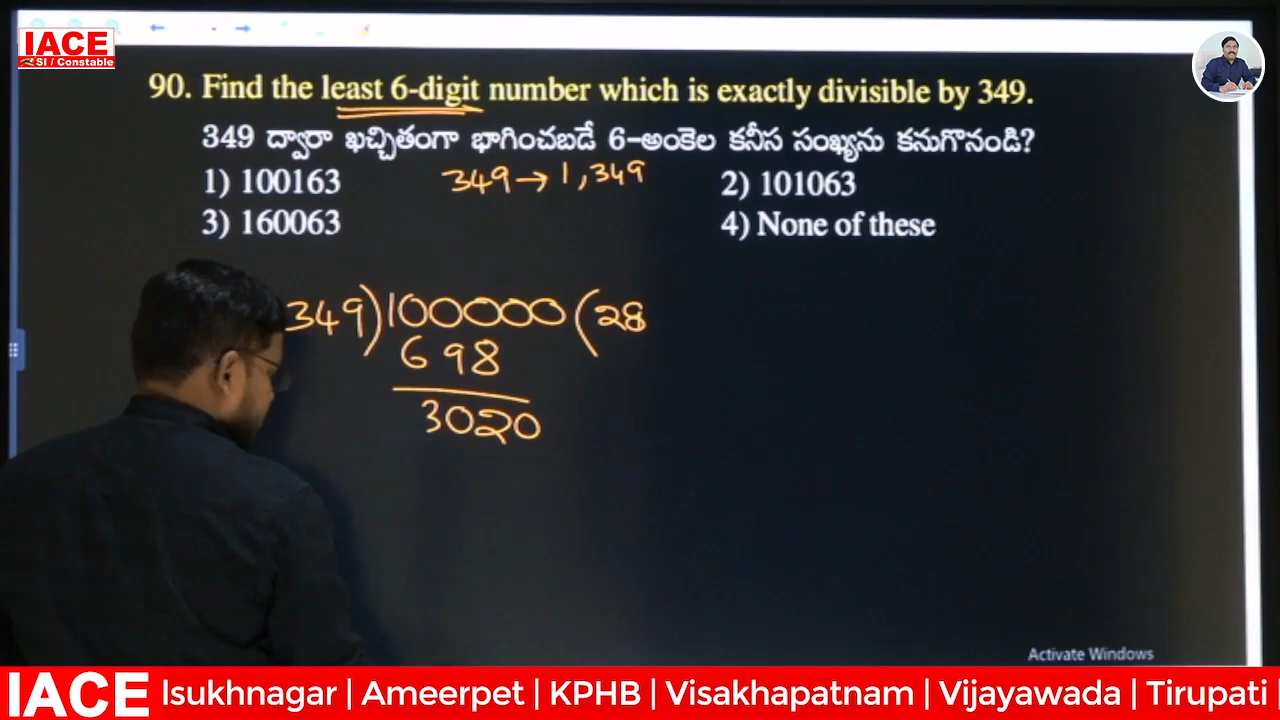 IACE
SI / Constable
90. Find the least 6-digit number which is exactly divisible by 349.
349 ద్వారా ఖచ్చితంగా భాగించబడే 6-అంకెల కనీస సంఖ్యను కనుగొనండి?
349 → 1, 349
1) 100163
2) 101063
3) 160063
4) None of these
349) 100000 (28
698
3020
Activate Windows
IACE lsukhnagar | Ameerpet | KPHB | Visakhapatnam | Vijayawada | Tirupati |